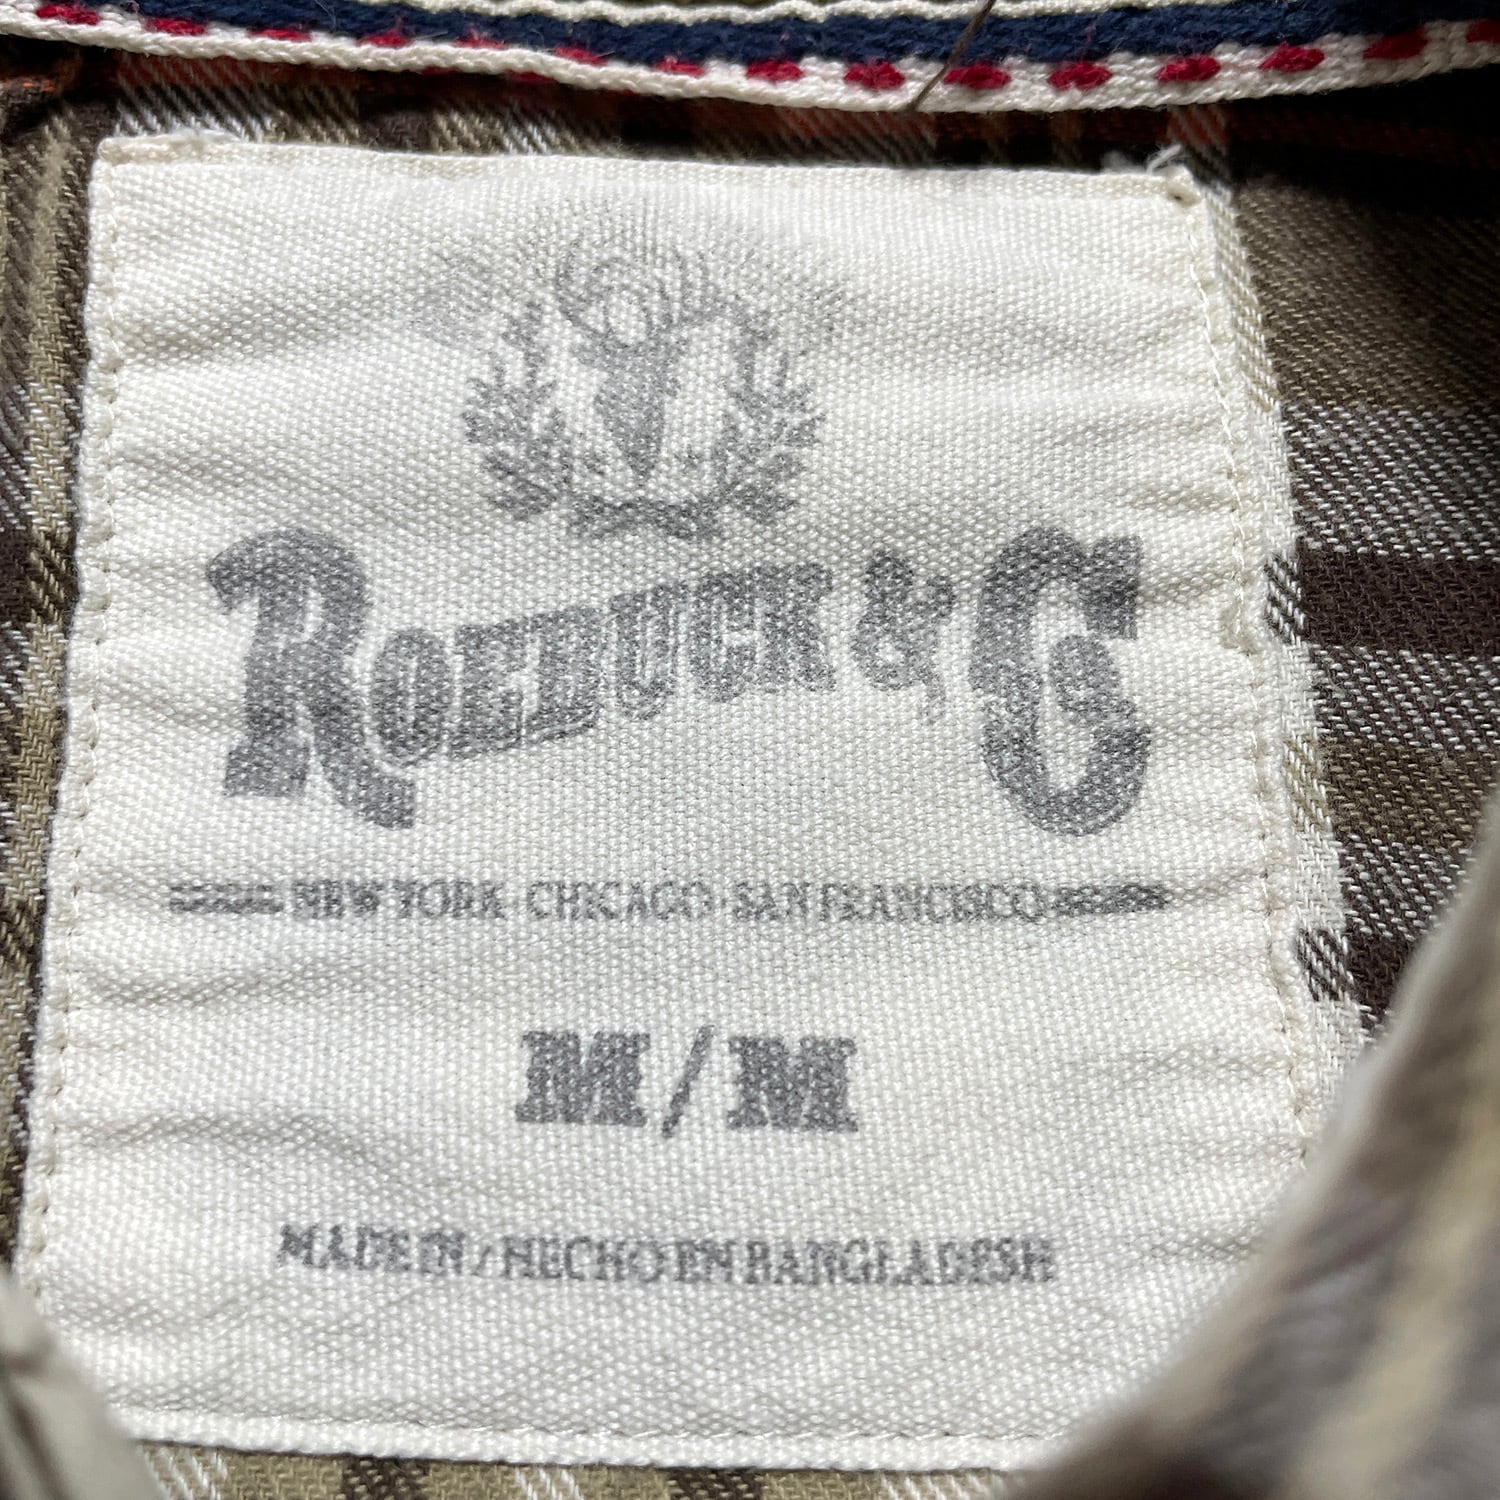 ROEBUCK & Co
NEW YORK · CHICAGO · SAN FRANCISCO
M/M
MADE IN / HECHO EN BANGLADESH